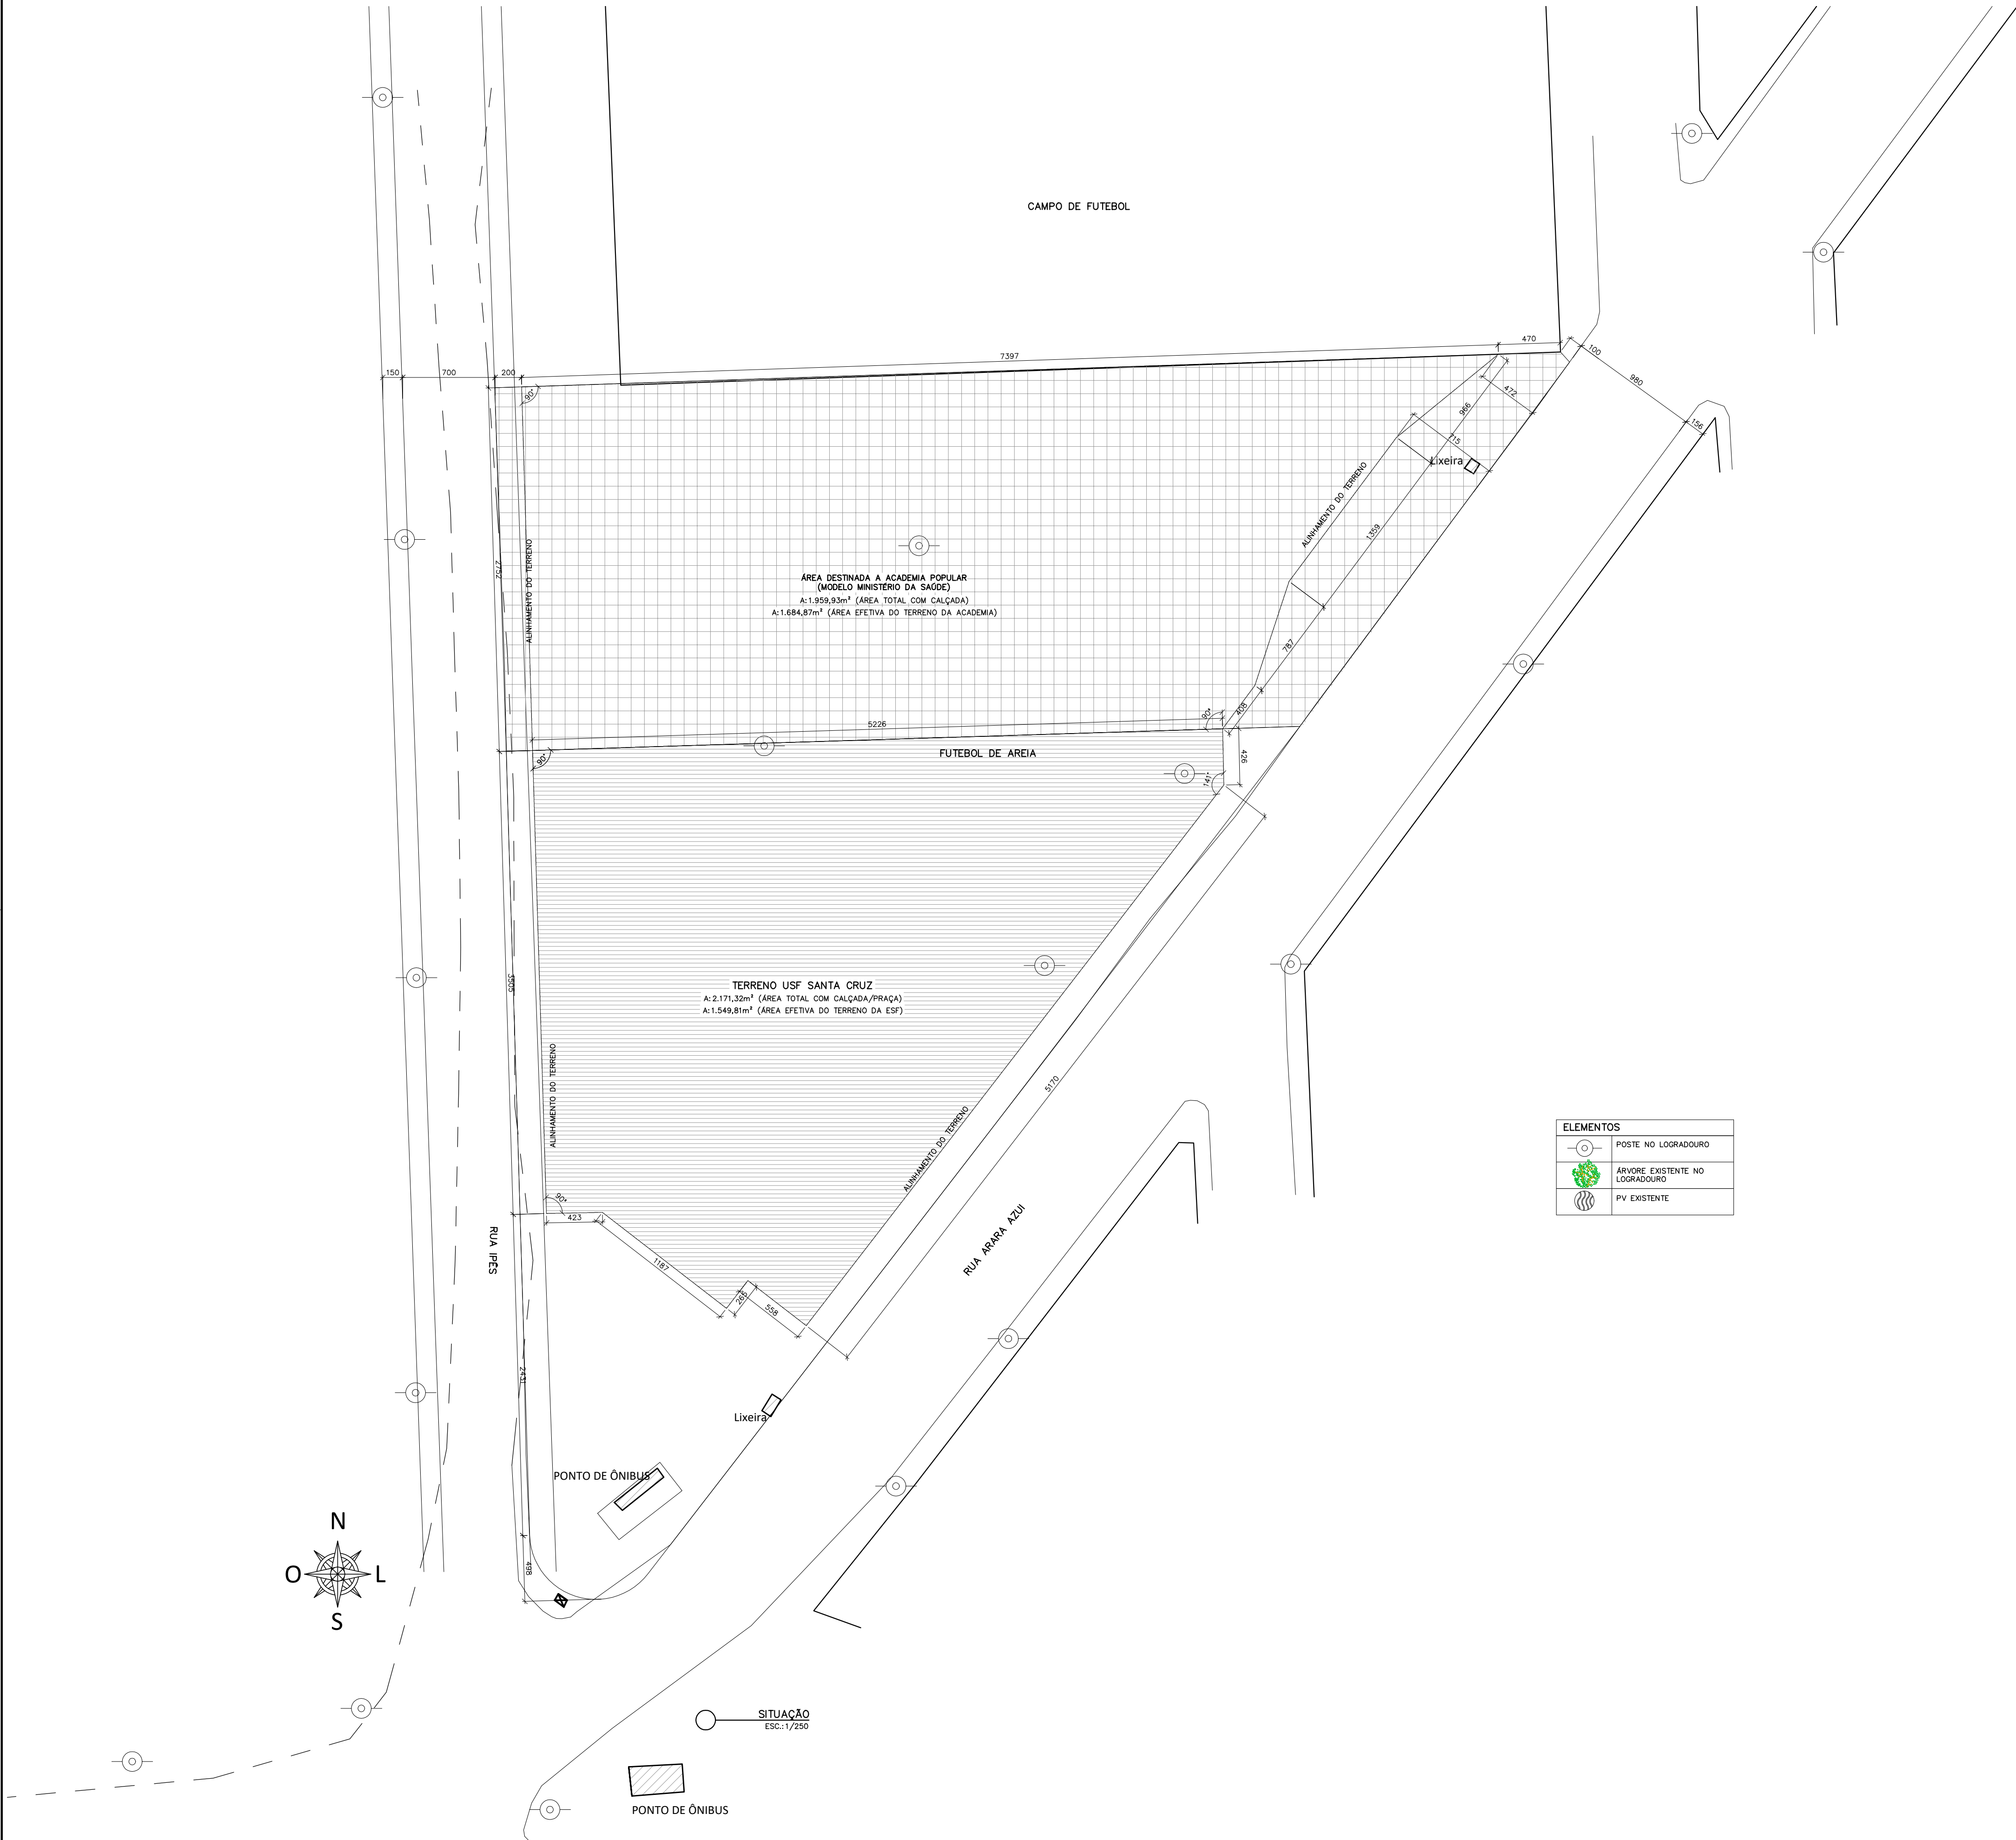 CAMPO DE FUTEBOL
7397
470
100
980
156
150
700
200
90°
472
966
715
Lixeira
ALINHAMENTO DO TERRENO
1359
2752
ALINHAMENTO DO TERRENO
ÁREA DESTINADA A ACADEMIA POPULAR
(MODELO MINISTÉRIO DA SAÚDE)
A:1.959,93m² (ÁREA TOTAL COM CALÇADA)
A:1.684,87m² (ÁREA EFETIVA DO TERRENO DA ACADEMIA)
787
408
90°
5226
FUTEBOL DE AREIA
426
90°
141°
3505
TERRENO USF SANTA CRUZ
A:2.171,32m² (ÁREA TOTAL COM CALÇADA/PRAÇA)
A:1.549,81m² (ÁREA EFETIVA DO TERRENO DA ESF)
5170
ALINHAMENTO DO TERRENO
ALINHAMENTO DO TERRENO
ELEMENTOS
POSTE NO LOGRADOURO
ÁRVORE EXISTENTE NO
LOGRADOURO
PV EXISTENTE
90°
423
RUA IPÊS
RUA ARARA AZUI
1187
265
558
2431
Lixeira
PONTO DE ÔNIBUS
498
N
O
L
S
SITUAÇÃO
ESC.:1/250
PONTO DE ÔNIBUS